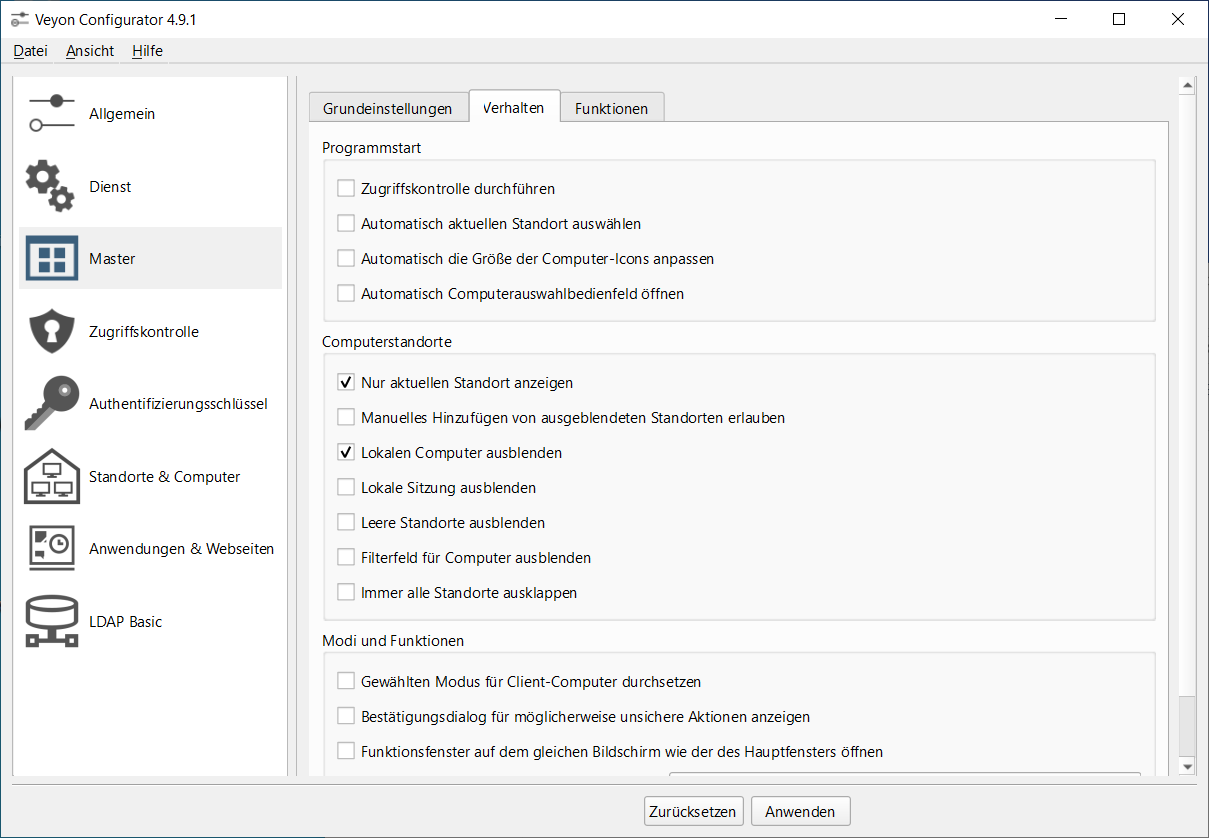 Veyon Configurator 4.9.1
Datei Ansicht Hilfe
Allgemein
Dienst
Master
Zugriffskontrolle
Authentifizierungsschlüssel
Standorte & Computer
Anwendungen & Webseiten
LDAP Basic
Grundeinstellungen Verhalten Funktionen
Programmstart
Zugriffskontrolle durchführen
Automatisch aktuellen Standort auswählen
Automatisch die Größe der Computer-Icons anpassen
Automatisch Computerauswahlbedienfeld öffnen
Computerstandorte
Nur aktuellen Standort anzeigen
Manuelles Hinzufügen von ausgeblendeten Standorten erlauben
Lokalen Computer ausblenden
Lokale Sitzung ausblenden
Leere Standorte ausblenden
Filterfeld für Computer ausblenden
Immer alle Standorte ausklappen
Modi und Funktionen
Gewählten Modus für Client-Computer durchsetzen
Bestätigungsdialog für möglicherweise unsichere Aktionen anzeigen
Funktionsfenster auf dem gleichen Bildschirm wie der des Hauptfensters öffnen
Zurücksetzen Anwenden